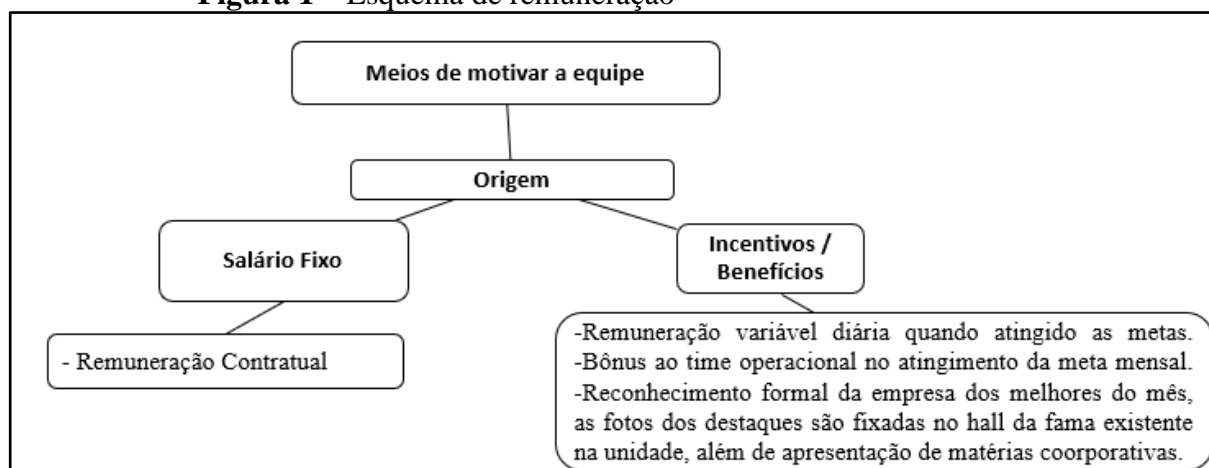 Figura 1 – Esquema de remuneração
Meios de motivar a equipe
Origem
Salário Fixo
Incentivos /
Benefícios
- Remuneração Contratual
-Remuneração variável diária quando atingido as metas.
-Bônus ao time operacional no atingimento da meta mensal.
-Reconhecimento formal da empresa dos melhores do mês,
as fotos dos destaques são fixadas no hall da fama existente
na unidade, além de apresentação de matérias coorporativas.